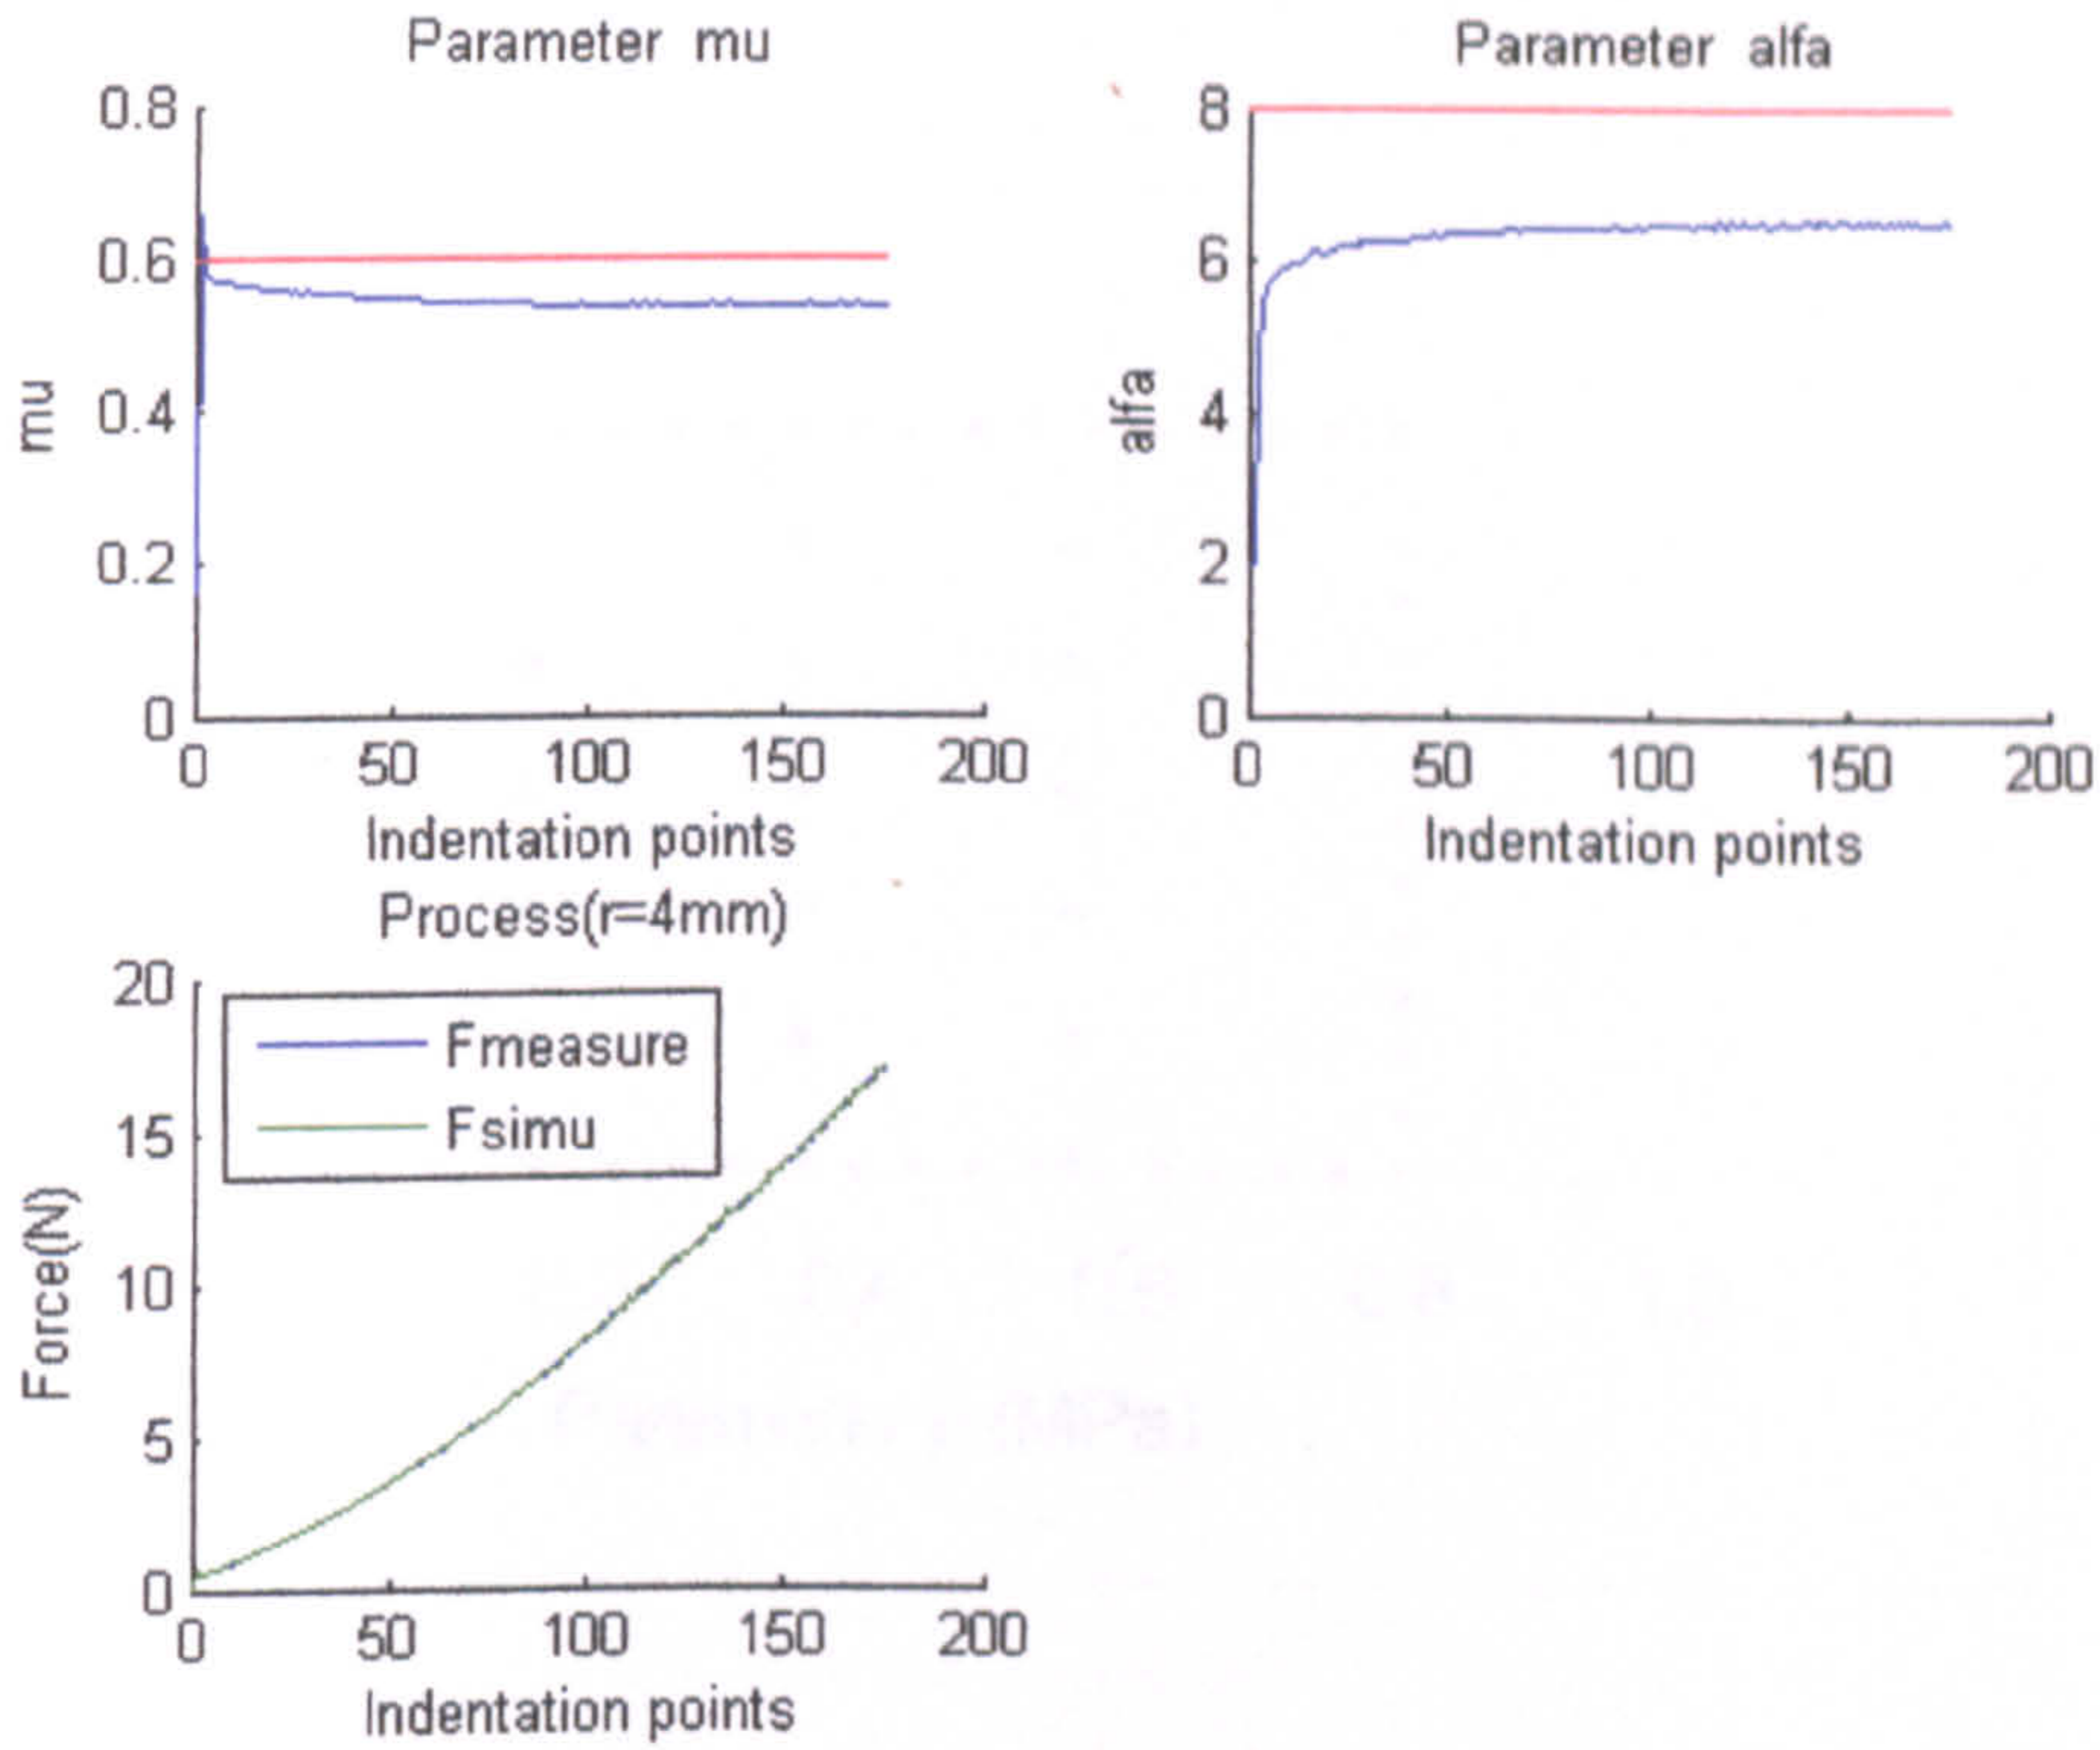 Parameter mu
0.8
0.6
0.4
0.2
0
mu
0 50 100 150 200
Indentation points
Parameter alfa
8
6
4
2
0
alfa
0 50 100 150 200
Indentation points
Process(r=4mm)
20
15
10
5
0
Force(N)
Fmeasure
Fsimu
0 50 100 150 200
Indentation points